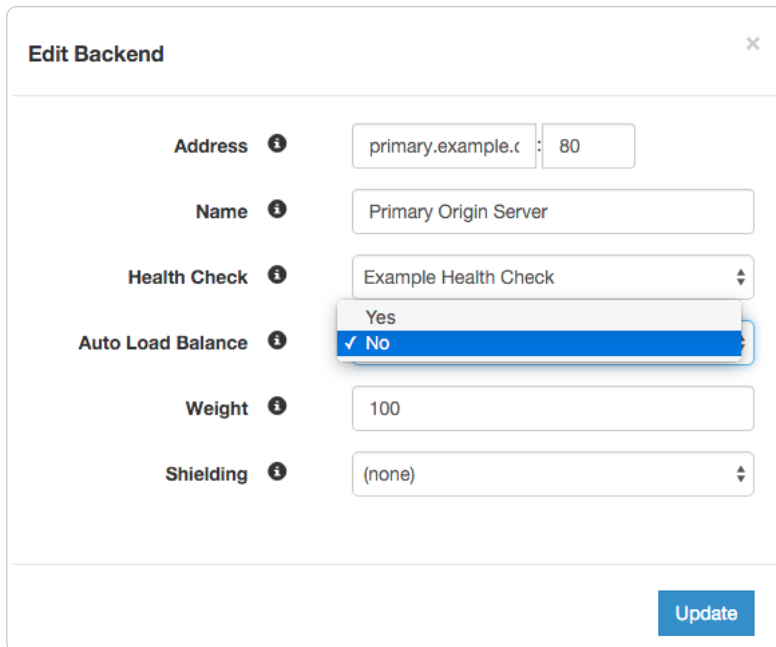 Edit Backend ×
Address primary.example.c : 80
Name Primary Origin Server
Health Check Example Health Check
Yes
Auto Load Balance ✓ No
Weight 100
Shielding (none)
Update